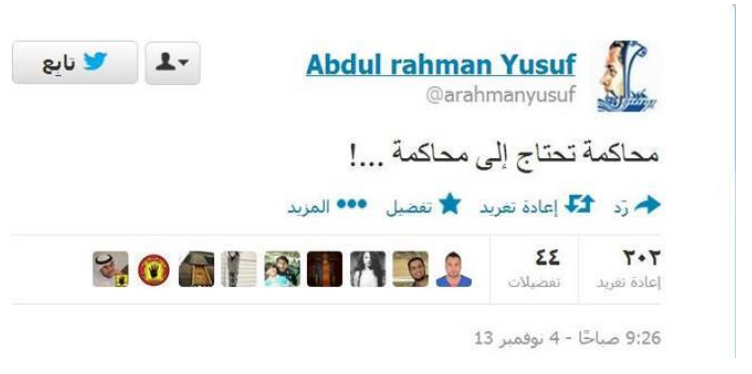 Abdul rahman Yusuf
@arahmanyusuf
تابِع
محاكمة تحتاج إلى محاكمة ...!
ردّ إعادة تغريد تفضيل المزيد
٢٠٢ ٤٤
إعادة تغريد تفضيلات
9:26 صباحًا - 4 نوفمبر 13